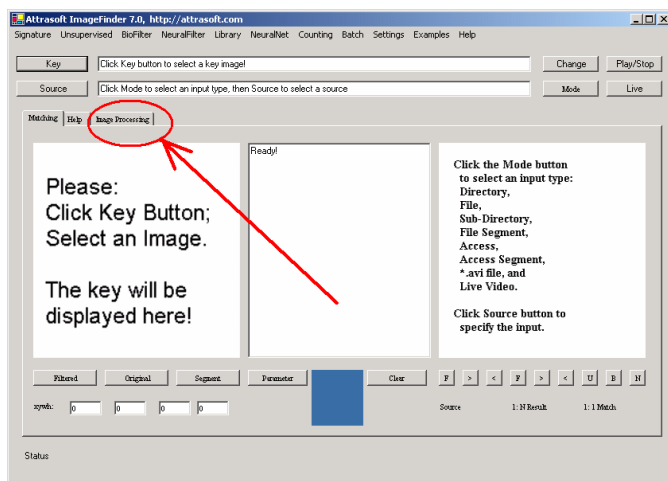 Attrasoft ImageFinder 7.0, http://attrasoft.com
Signature Unsupervised BioFilter NeuralFilter Library NeuralNet Counting Batch Settings Examples Help
Key Click Key button to select a key image! Change Play/Stop
Source Click Mode to select an input type, then Source to select a source Mode Live
Matching Help Image Processing
Please:
Click Key Button;
Select an Image.
The key will be
displayed here!
Ready!
Click the Mode button
to select an input type:
Directory,
File,
Sub-Directory,
File Segment,
Access,
Access Segment,
*.avi file, and
Live Video.
Click Source button to
specify the input.
Filtered Original Segment Parameter Clear F > < F > < U B N
xywh: 0 0 0 0 Source 1: N Result 1: 1 Match
Status